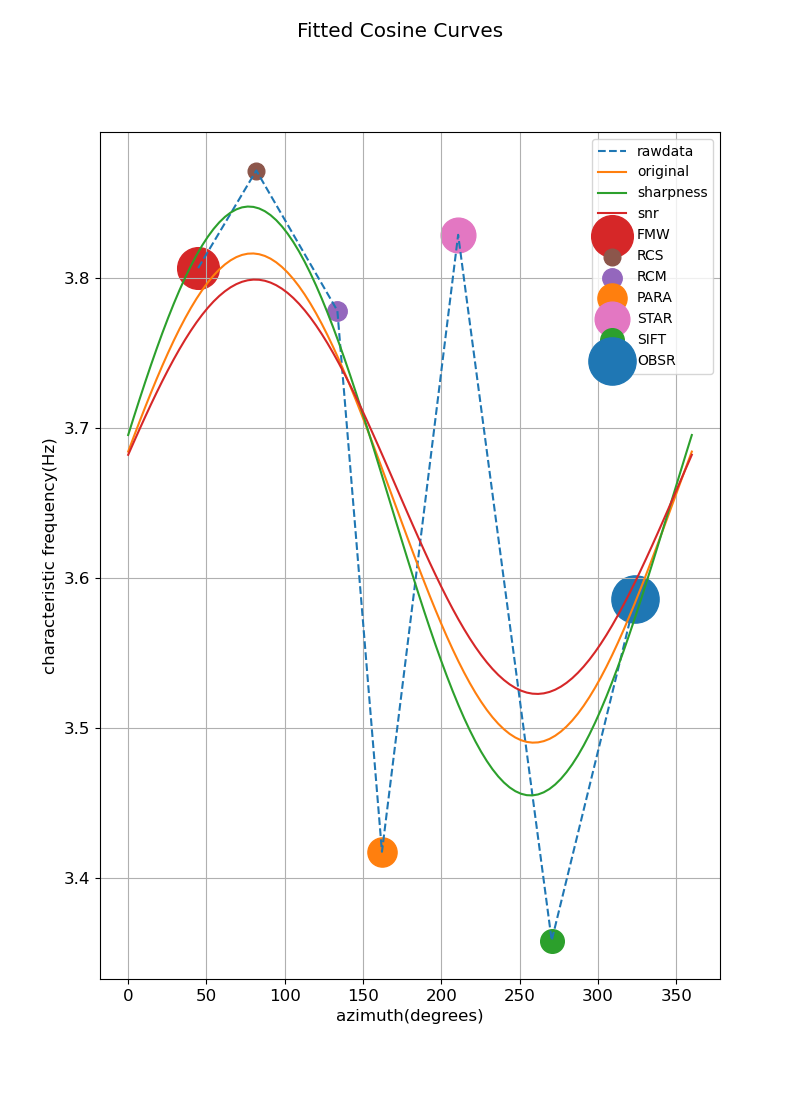 Fitted Cosine Curves
rawdata
original
sharpness
snr
FMW
RCS
RCM
PARA
STAR
SIFT
OBSR
characteristic frequency(Hz)
3.8
3.7
3.6
3.5
3.4
0 50 100 150 200 250 300 350
azimuth(degrees)